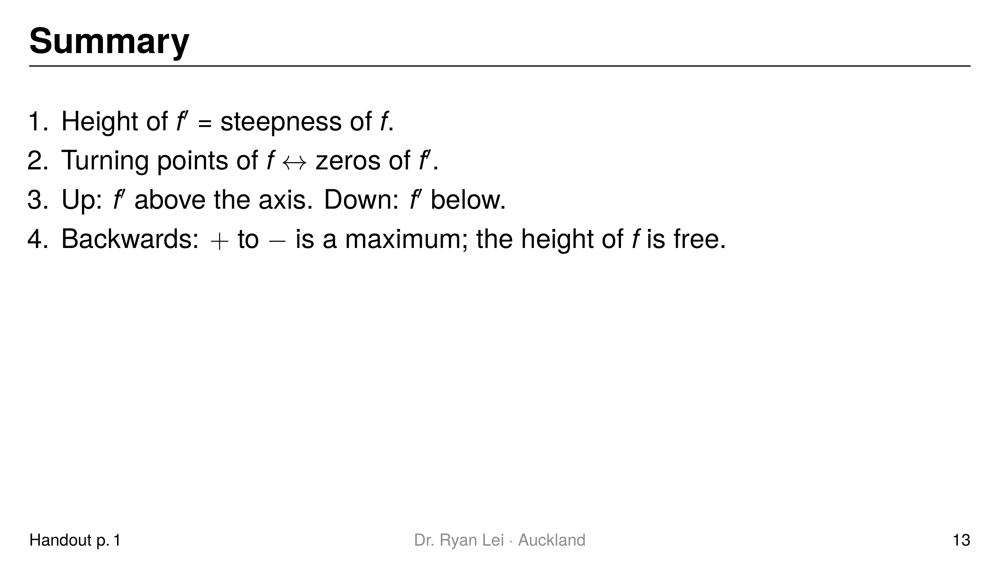 Summary
1. Height of f′ = steepness of f.
2. Turning points of f ↔ zeros of f′.
3. Up: f′ above the axis. Down: f′ below.
4. Backwards: + to − is a maximum; the height of f is free.
Handout p. 1
Dr. Ryan Lei · Auckland
13